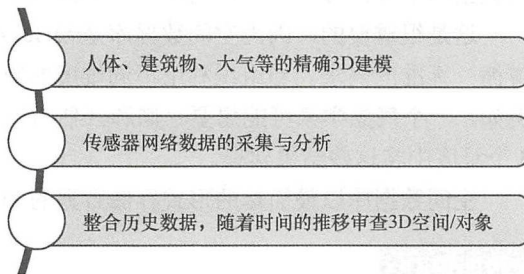 人体、建筑物、大气等的精确3D建模
传感器网络数据的采集与分析
整合历史数据，随着时间的推移审查3D空间/对象